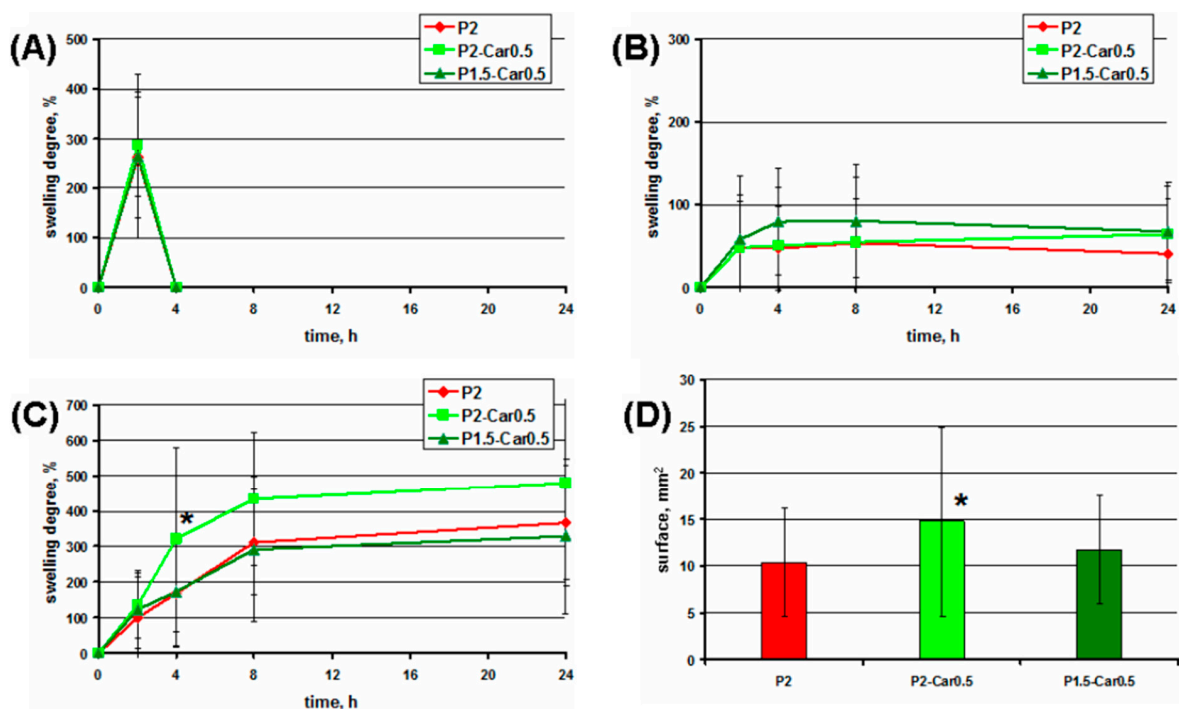 (A)
P2
P2-Car0.5
P1.5-Car0.5
swelling degree, %
500
400
300
200
100
0
0 4 8 12 16 20 24
time, h
(B)
P2
P2-Car0.5
P1.5-Car0.5
swelling degree, %
300
200
100
0
0 4 8 12 16 20 24
time, h
(C)
P2
P2-Car0.5
P1.5-Car0.5
swelling degree, %
700
600
500
400
300
200
100
0
*
0 4 8 12 16 20 24
time, h
(D)
surface, mm²
30
25
20
15
10
5
0
*
P2 P2-Car0.5 P1.5-Car0.5